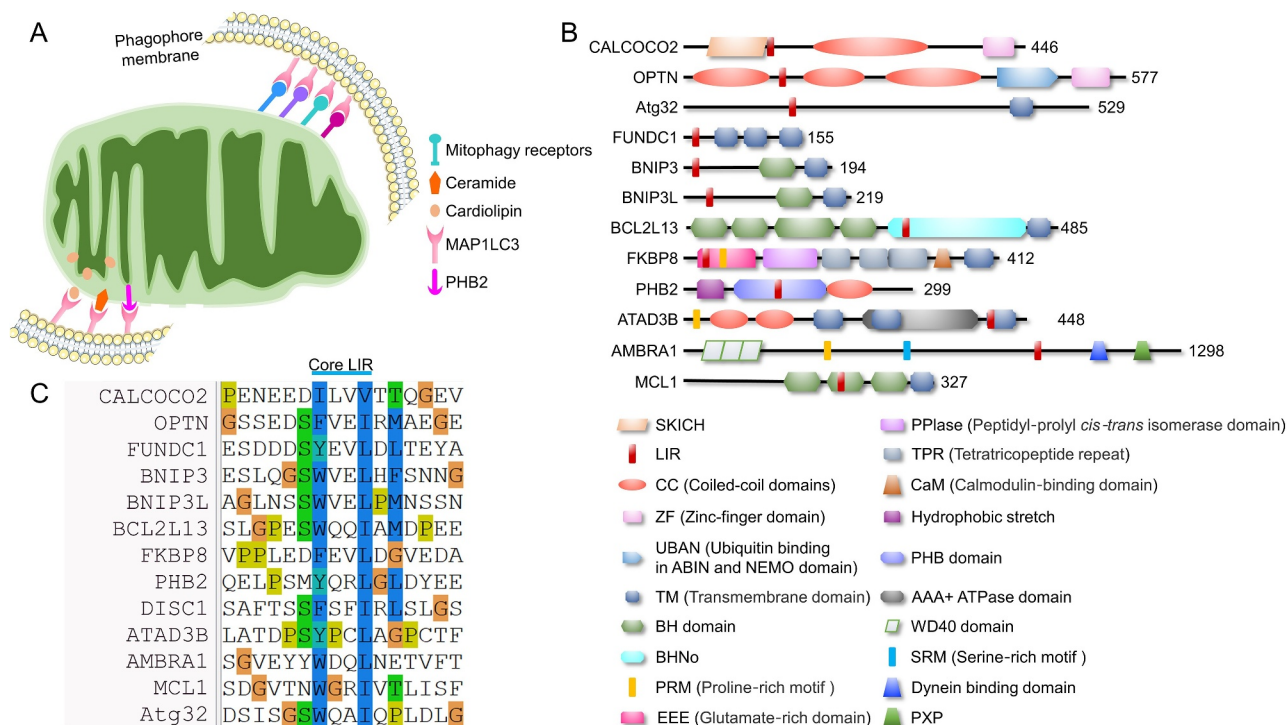 A
Phagophore
membrane
Mitophagy receptors
Ceramide
Cardiolipin
MAP1LC3
PHB2
B
CALCOCO2 446
OPTN 577
Atg32 529
FUNDC1 155
BNIP3 194
BNIP3L 219
BCL2L13 485
FKBP8 412
PHB2 299
ATAD3B 448
AMBRA1 1298
MCL1 327
SKICH
LIR
CC (Coiled-coil domains)
ZF (Zinc-finger domain)
UBAN (Ubiquitin binding
in ABIN and NEMO domain)
TM (Transmembrane domain)
BH domain
BHNo
PRM (Proline-rich motif )
EEE (Glutamate-rich domain)
PPIase (Peptidyl-prolyl cis-trans isomerase domain)
TPR (Tetratricopeptide repeat)
CaM (Calmodulin-binding domain)
Hydrophobic stretch
PHB domain
AAA+ ATPase domain
WD40 domain
SRM (Serine-rich motif )
Dynein binding domain
PXP
C
Core LIR
CALCOCO2 PENEEDILVVTTQGEV
OPTN GSSEDSFVEIRMAEGE
FUNDC1 ESDDDSYEVLDLTEYA
BNIP3 ESLQGSWVELHFSNNG
BNIP3L AGLNSSWVELPMNSSN
BCL2L13 SLGPESWQQIAMDPEE
FKBP8 VPPLEDFEVLDGVEDA
PHB2 QELPSMYQRLGLDYEE
DISC1 SAFTSSFSFIRLSLGS
ATAD3B LATDPSYPCLAGPCTF
AMBRA1 SGVEYYWDQLNETVFT
MCL1 SDGVTNWGRIVTLISF
Atg32 DSISGSWQAIQPLDLG